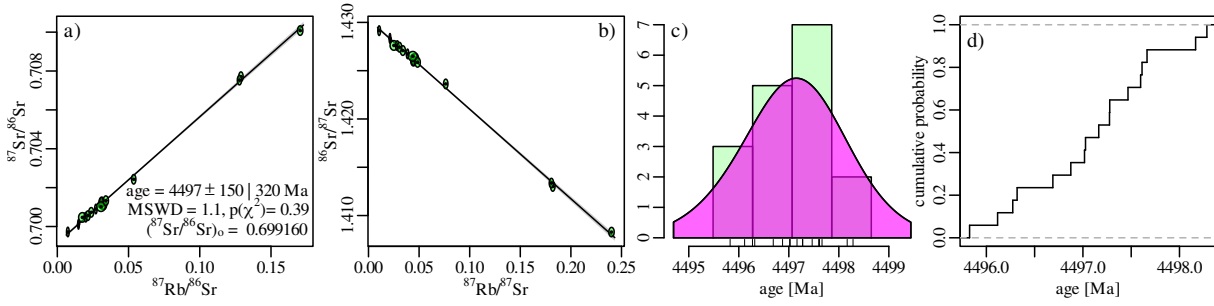 a)
⁸⁷Sr/⁸⁶Sr
0.700
0.704
0.708
age = 4497 ± 150 | 320 Ma
MSWD = 1.1, p(χ²)= 0.39
(⁸⁷Sr/⁸⁶Sr)ₒ = 0.699160
0.00 0.05 0.10 0.15
⁸⁷Rb/⁸⁶Sr
b)
⁸⁶Sr/⁸⁷Sr
1.410
1.420
1.430
0.00 0.05 0.10 0.15 0.20 0.25
⁸⁷Rb/⁸⁷Sr
c)
0 1 2 3 4 5 6 7
4495 4496 4497 4498 4499
age [Ma]
d)
cumulative probability
0.0 0.2 0.4 0.6 0.8 1.0
4496.0 4497.0 4498.0
age [Ma]